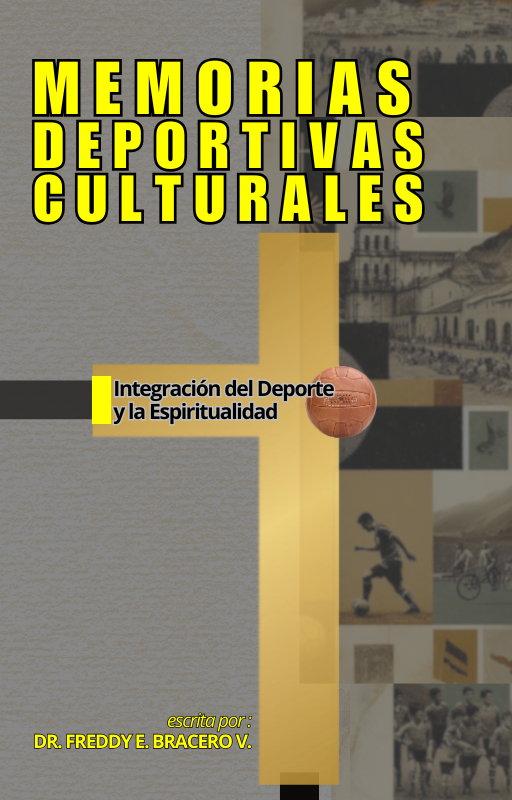 MEMORIAS
DEPORTIVAS
CULTURALES
Integración del Deporte
y la Espiritualidad
escrita por :
DR. FREDDY E. BRACERO V.